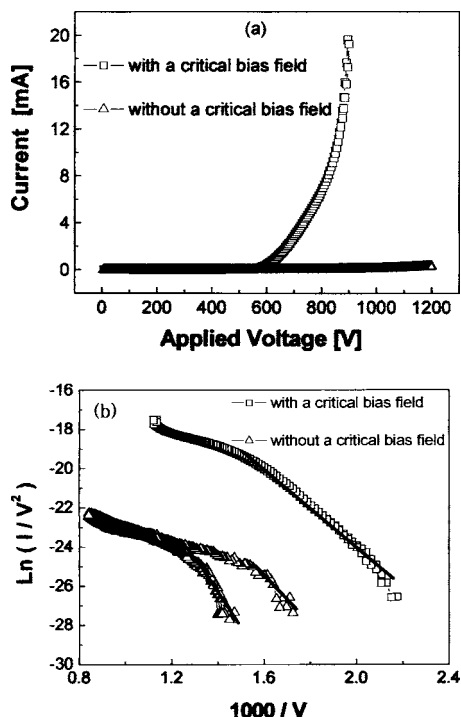 (a)
with a critical bias field
without a critical bias field
Current [mA]
20
16
12
8
4
0
0 200 400 600 800 1000 1200
Applied Voltage [V]
(b)
with a critical bias field
without a critical bias field
Ln ( I / V² )
-16
-18
-20
-22
-24
-26
-28
-30
0.8 1.2 1.6 2.0 2.4
1000 / V